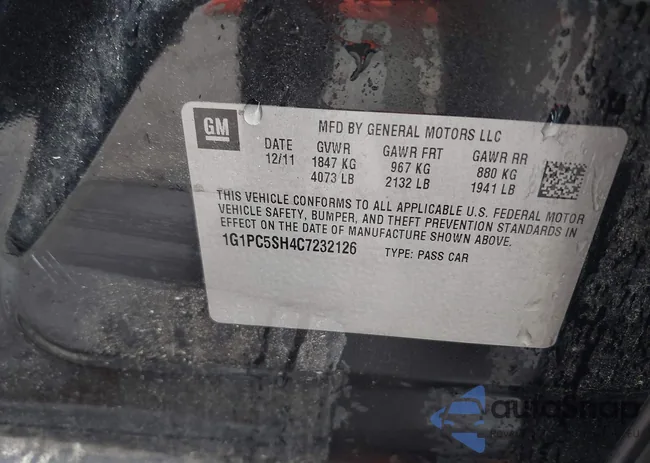 GM
MFD BY GENERAL MOTORS LLC
DATE GVWR GAWR FRT GAWR RR
12/11 1847 KG 967 KG 880 KG
4073 LB 2132 LB 1941 LB
THIS VEHICLE CONFORMS TO ALL APPLICABLE U.S. FEDERAL MOTOR
VEHICLE SAFETY, BUMPER, AND THEFT PREVENTION STANDARDS IN
EFFECT ON THE DATE OF MANUFACTURE SHOWN ABOVE.
1G1PC5SH4C7232126 TYPE: PASS CAR
autoSnap